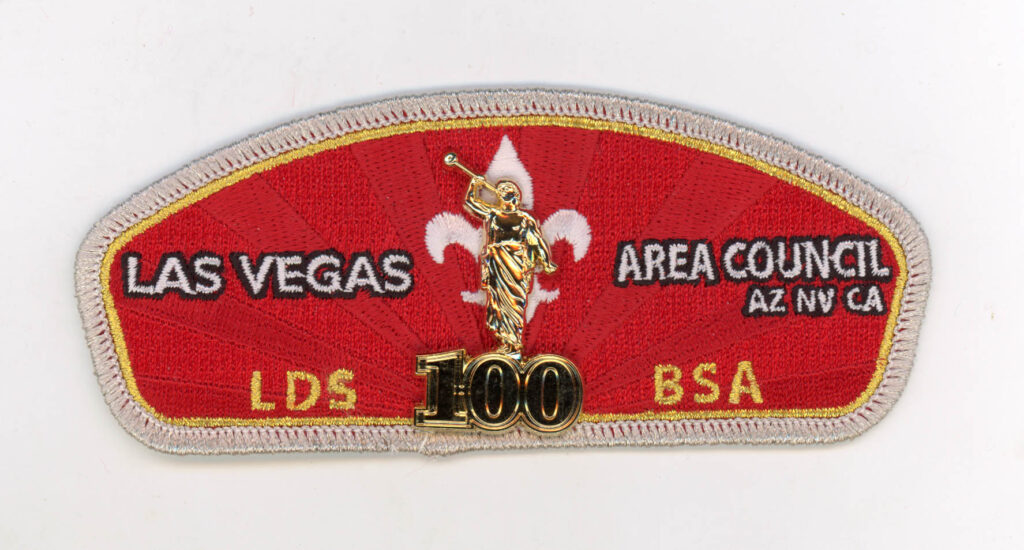 LAS VEGAS
AREA COUNCIL
AZ NV CA
LDS
100
BSA